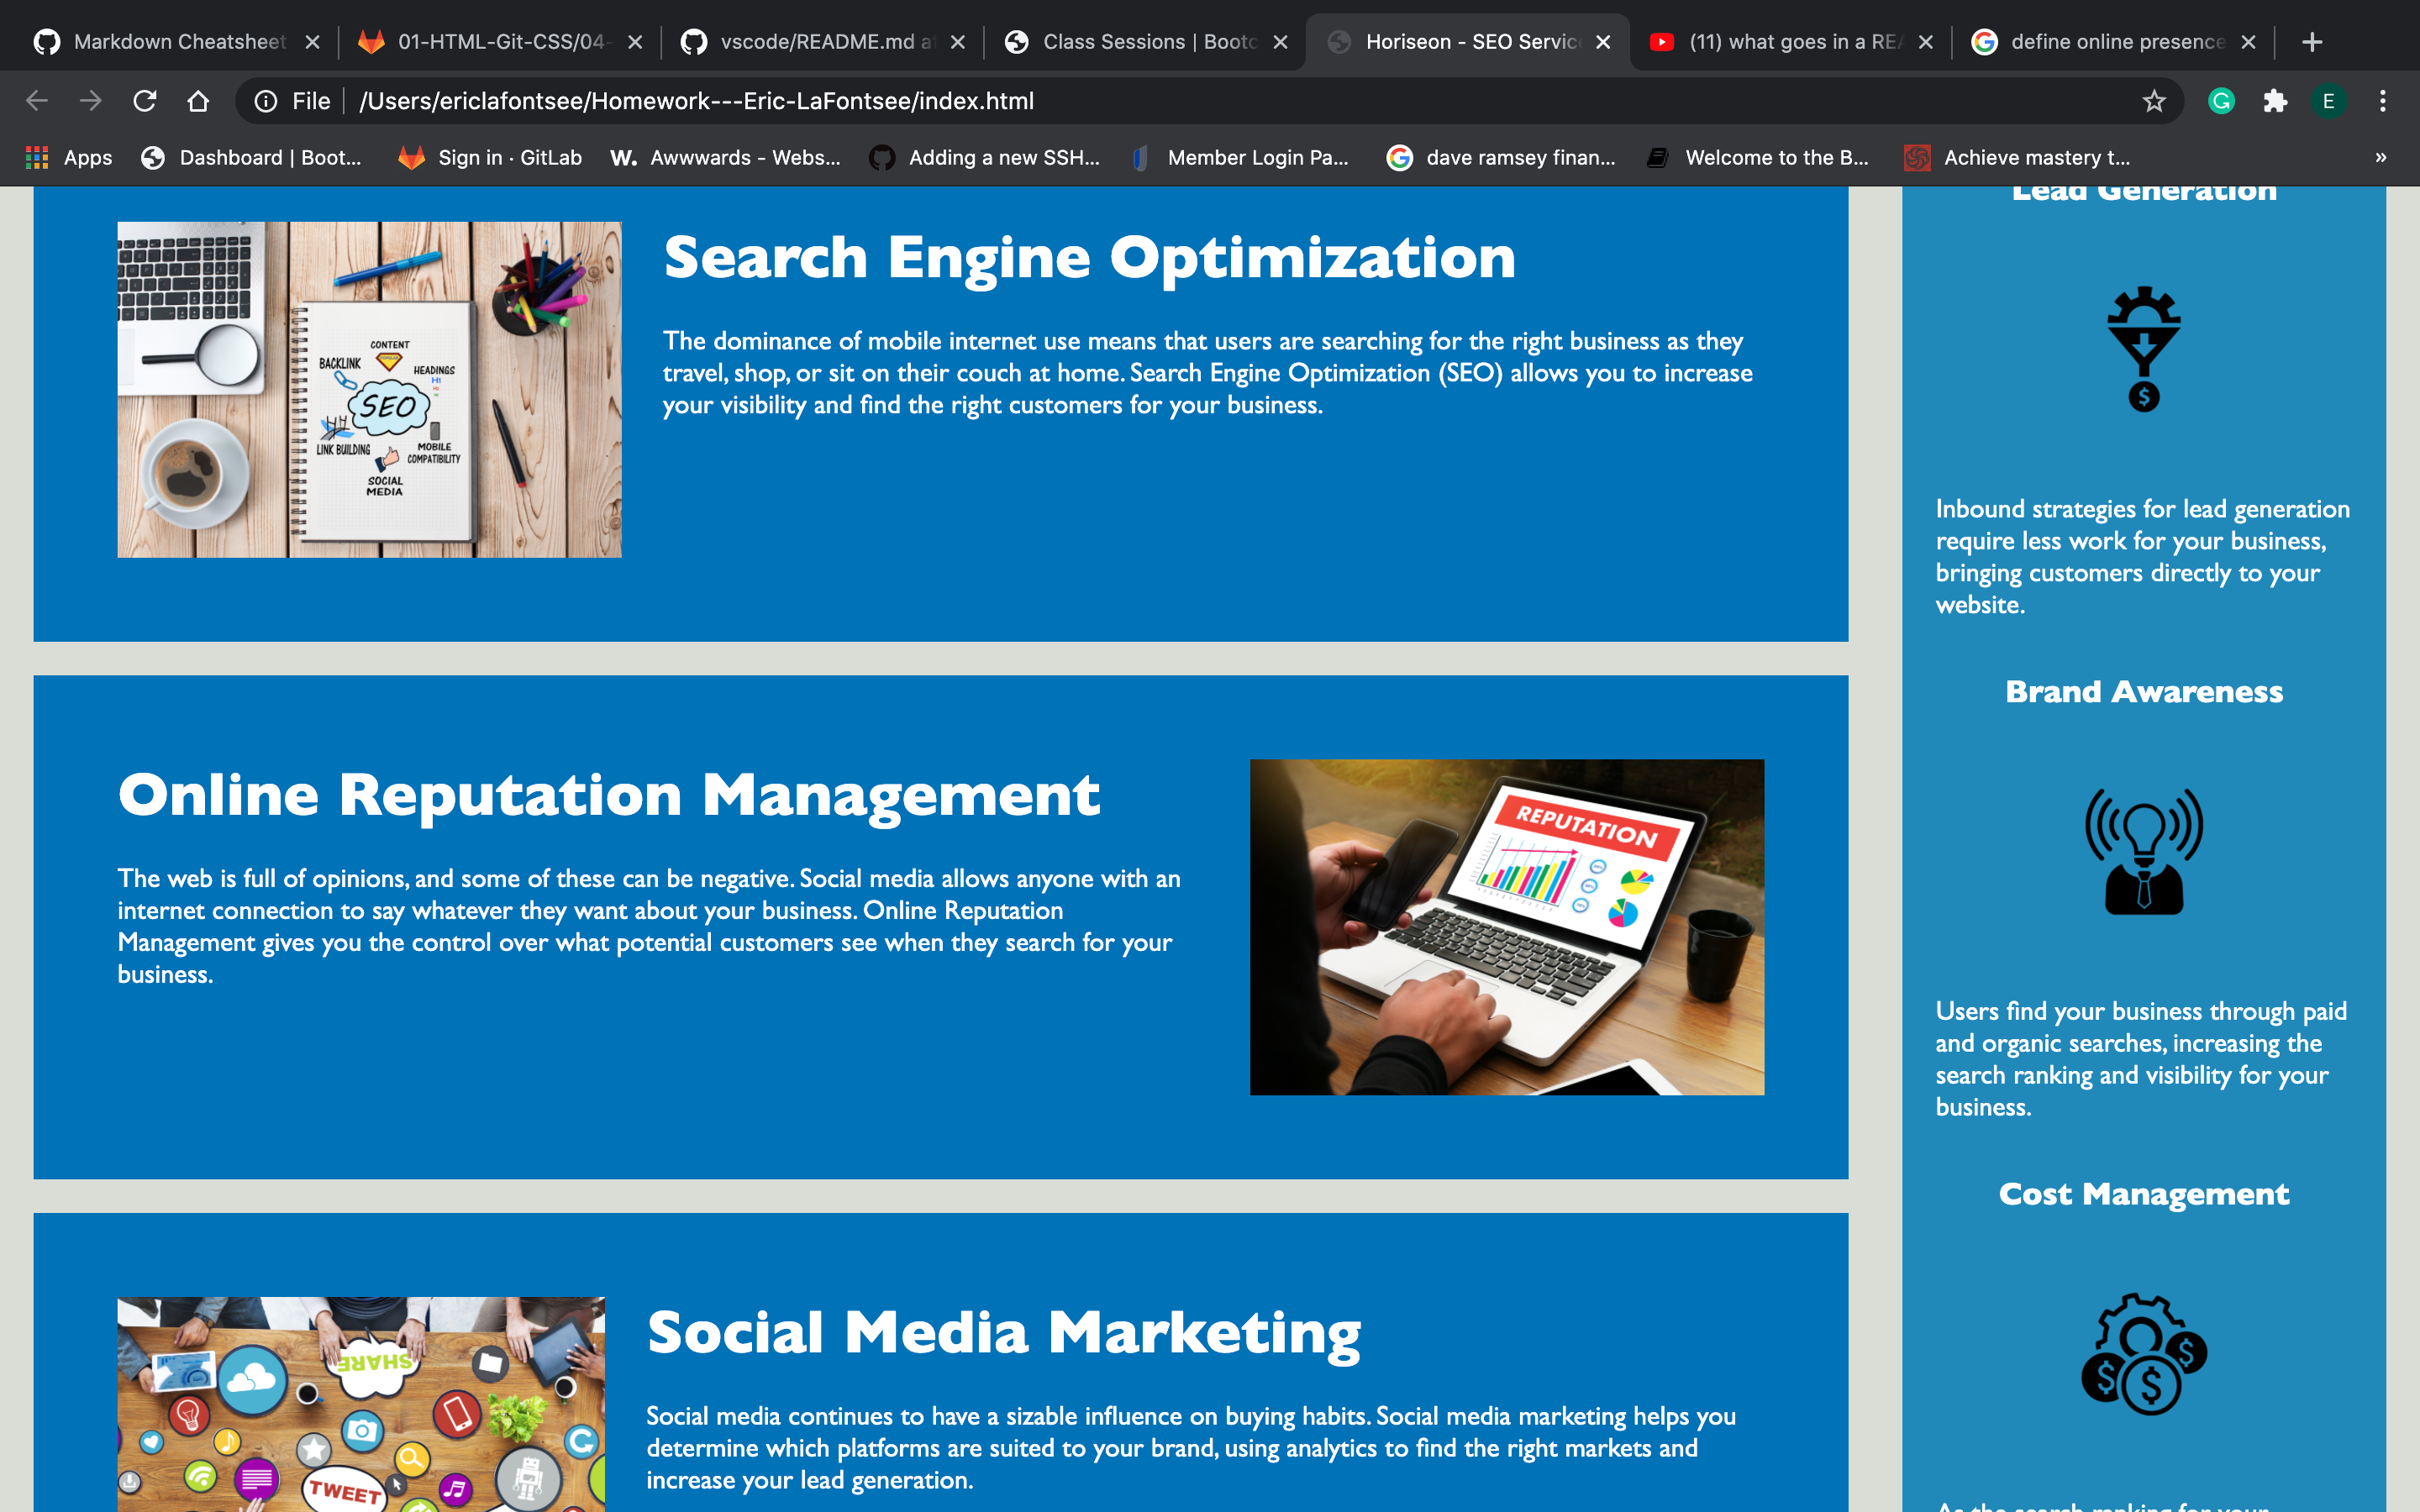 Markdown Cheatsheet
01-HTML-Git-CSS/04-
vscode/README.md a
Class Sessions | Bootc
Horiseon - SEO Servic
(11) what goes in a REA
define online presence
File
/Users/ericlafontsee/Homework---Eric-LaFontsee/index.html
E
Apps
Dashboard | Boot...
Sign in · GitLab
W.
Awwwards - Webs...
Adding a new SSH...
Member Login Pa...
dave ramsey finan...
Welcome to the B...
Achieve mastery t...
»
CONTENT
BACKLINK
HEADINGS
H1
SEO
LINK BUILDING
MOBILE
COMPATIBILITY
SOCIAL
MEDIA
Search Engine Optimization
The dominance of mobile internet use means that users are searching for the right business as they
travel, shop, or sit on their couch at home. Search Engine Optimization (SEO) allows you to increase
your visibility and find the right customers for your business.
Online Reputation Management
The web is full of opinions, and some of these can be negative. Social media allows anyone with an
internet connection to say whatever they want about your business. Online Reputation
Management gives you the control over what potential customers see when they search for your
business.
REPUTATION
SHARE
TWEET
Social Media Marketing
Social media continues to have a sizable influence on buying habits. Social media marketing helps you
determine which platforms are suited to your brand, using analytics to find the right markets and
increase your lead generation.
Lead Generation
$
Inbound strategies for lead generation
require less work for your business,
bringing customers directly to your
website.
Brand Awareness
Users find your business through paid
and organic searches, increasing the
search ranking and visibility for your
business.
Cost Management
$
$
$
As the search ranking for your